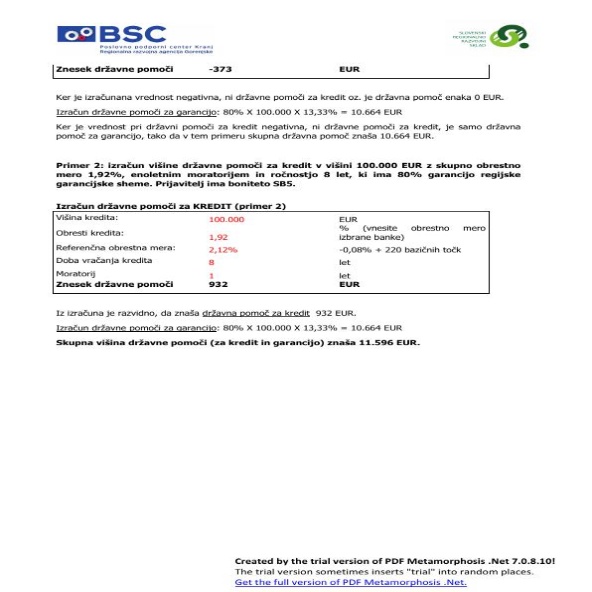 BSC
Poslovno podporni center Kranj
Regionalna razvojna agencija Gorenjske
SLOVENSKI
REGIONALNO
RAZVOJNI
SKLAD
Znesek državne pomoči -373 EUR
Ker je izračunana vrednost negativna, ni državne pomoči za kredit oz. je državna pomoč enaka 0 EUR.
Izračun državne pomoči za garancijo: 80% X 100.000 X 13,33% = 10.664 EUR
Ker je vrednost pri državni pomoči za kredit negativna, ni državne pomoči za kredit, je samo državna
pomoč za garancijo, tako da v tem primeru skupna državna pomoč znaša 10.664 EUR.
Primer 2: izračun višine državne pomoči za kredit v višini 100.000 EUR z skupno obrestno
mero 1,92%, enoletnim moratorijem in ročnostjo 8 let, ki ima 80% garancijo regijske
garancijske sheme. Prijavitelj ima boniteto SB5.
Izračun državne pomoči za KREDIT (primer 2)
Višina kredita: 100.000 EUR
Obresti kredita: 1,92 % (vnesite obrestno mero
izbrane banke)
Referenčna obrestna mera: 2,12% -0,08% + 220 bazičnih točk
Doba vračanja kredita 8 let
Moratorij 1 let
Znesek državne pomoči 932 EUR
Iz izračuna je razvidno, da znaša državna pomoč za kredit 932 EUR.
Izračun državne pomoči za garancijo: 80% X 100.000 X 13,33% = 10.664 EUR
Skupna višina državne pomoči (za kredit in garancijo) znaša 11.596 EUR.
Created by the trial version of PDF Metamorphosis .Net 7.0.8.10!
The trial version sometimes inserts "trial" into random places.
Get the full version of PDF Metamorphosis .Net.